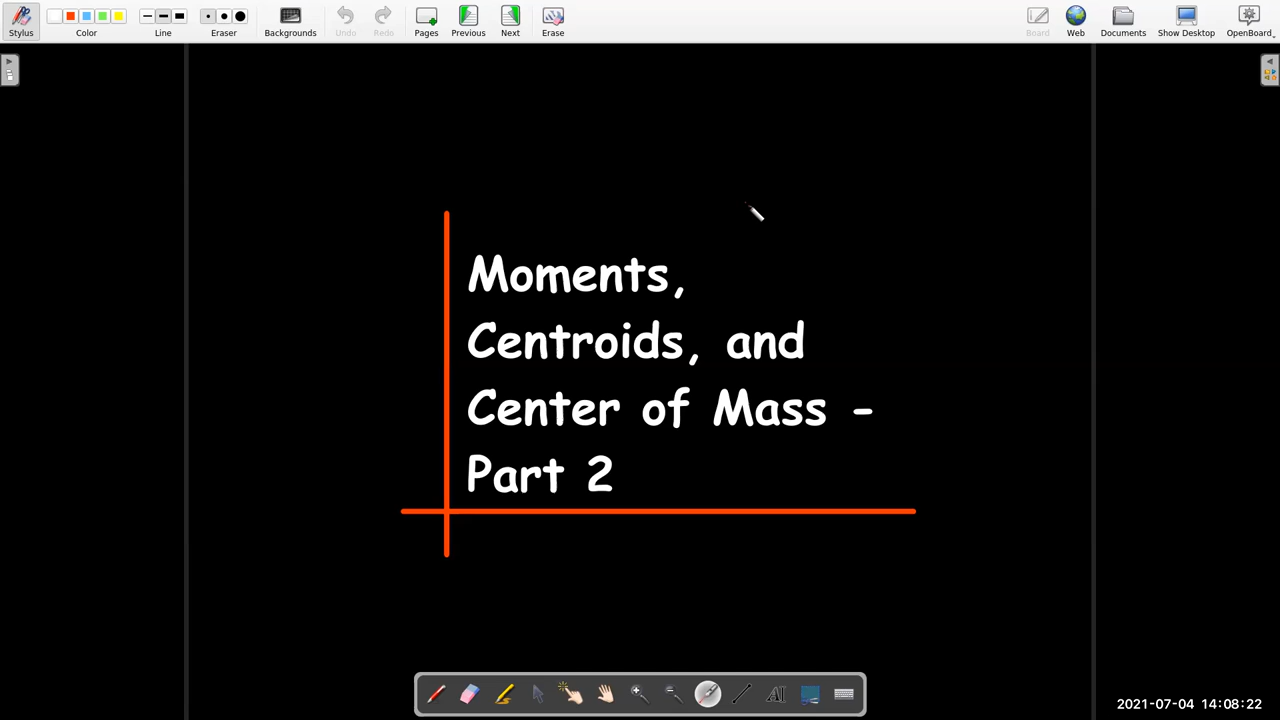 Stylus Color Line Eraser Backgrounds Undo Redo Pages Previous Next Erase Board Web Documents Show Desktop OpenBoard
Moments,
Centroids, and
Center of Mass -
Part 2
AI
2021-07-04 14:08:22